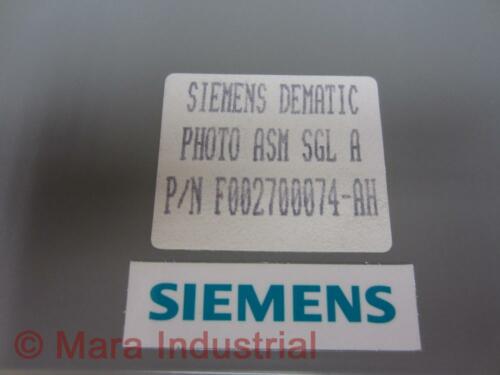 SIEMENS DEMATIC
PHOTO ASM SGL A
P/N F002700074-AH
SIEMENS
© Mara Industrial